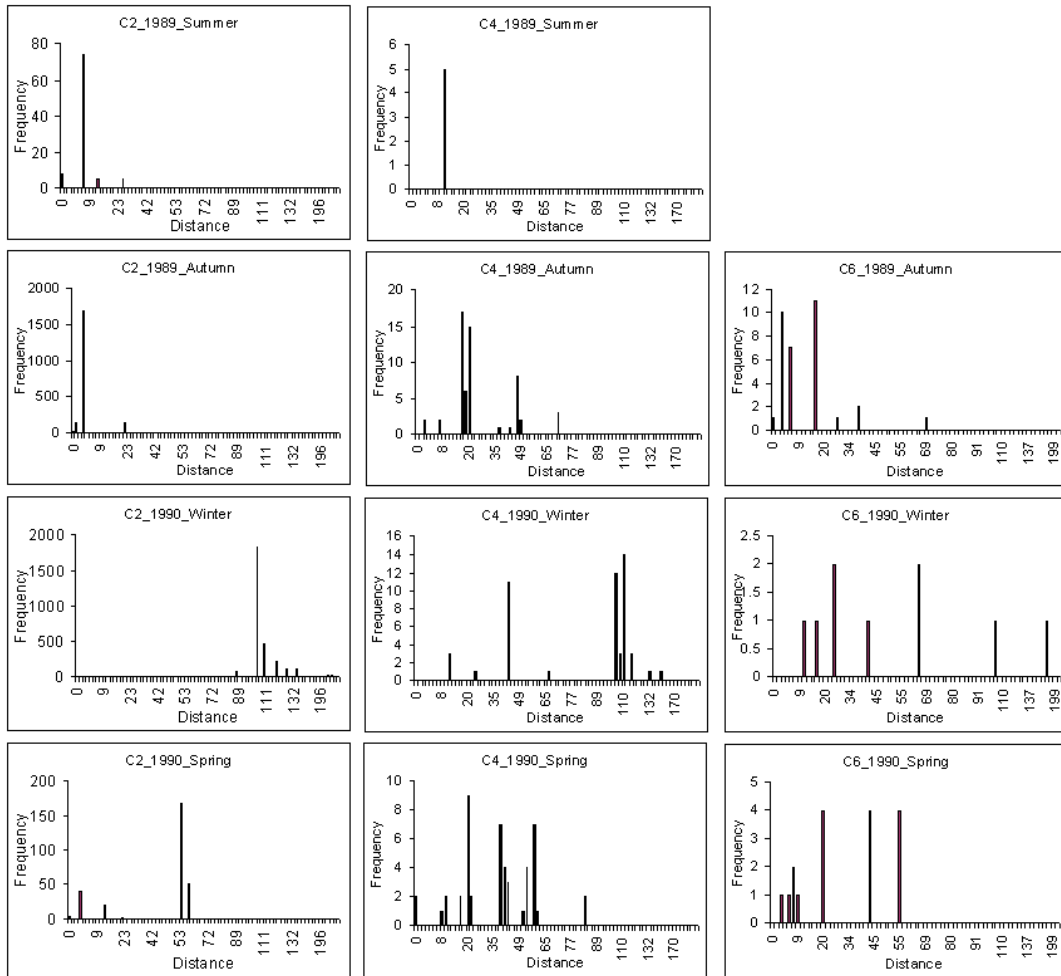 C2_1989_Summer
Frequency
80
60
40
20
0
0 9 23 42 53 72 89 111 132 196
Distance
C4_1989_Summer
Frequency
6
5
4
3
2
1
0
0 8 20 35 49 65 89 110 132 170
Distance
C2_1989_Autumn
Frequency
2000
1500
1000
500
0
0 9 23 42 53 72 89 111 132 196
Distance
C4_1989_Autumn
Frequency
20
15
10
5
0
0 8 20 35 49 65 89 110 132 170
Distance
C6_1989_Autumn
Frequency
12
10
8
6
4
2
0
0 9 20 34 45 55 69 80 110 137 199
Distance
C2_1990_Winter
Frequency
2000
1500
1000
500
0
0 9 23 42 53 72 89 111 132 196
Distance
C4_1990_Winter
Frequency
16
14
12
10
8
6
4
2
0
0 8 20 35 49 65 89 110 132 170
Distance
C6_1990_Winter
Frequency
2.5
2
1.5
1
0.5
0
0 9 20 34 45 55 69 80 110 137 199
Distance
C2_1990_Spring
Frequency
200
150
100
50
0
0 9 23 42 53 72 89 111 132 196
Distance
C4_1990_Spring
Frequency
10
8
6
4
2
0
0 8 20 35 49 65 89 110 132 170
Distance
C6_1990_Spring
Frequency
5
4
3
2
1
0
0 9 20 34 45 55 69 80 110 137 199
Distance